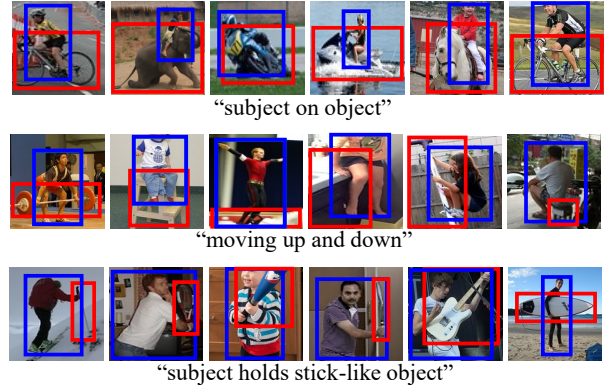 “subject on object”
“moving up and down”
“subject holds stick-like object”